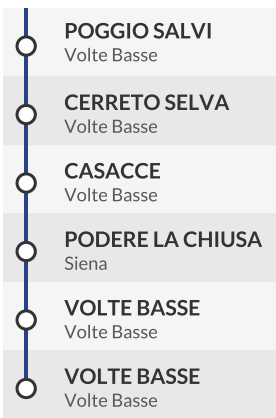 POGGIO SALVI
Volte Basse
CERRETO SELVA
Volte Basse
CASACCE
Volte Basse
PODERE LA CHIUSA
Siena
VOLTE BASSE
Volte Basse
VOLTE BASSE
Volte Basse